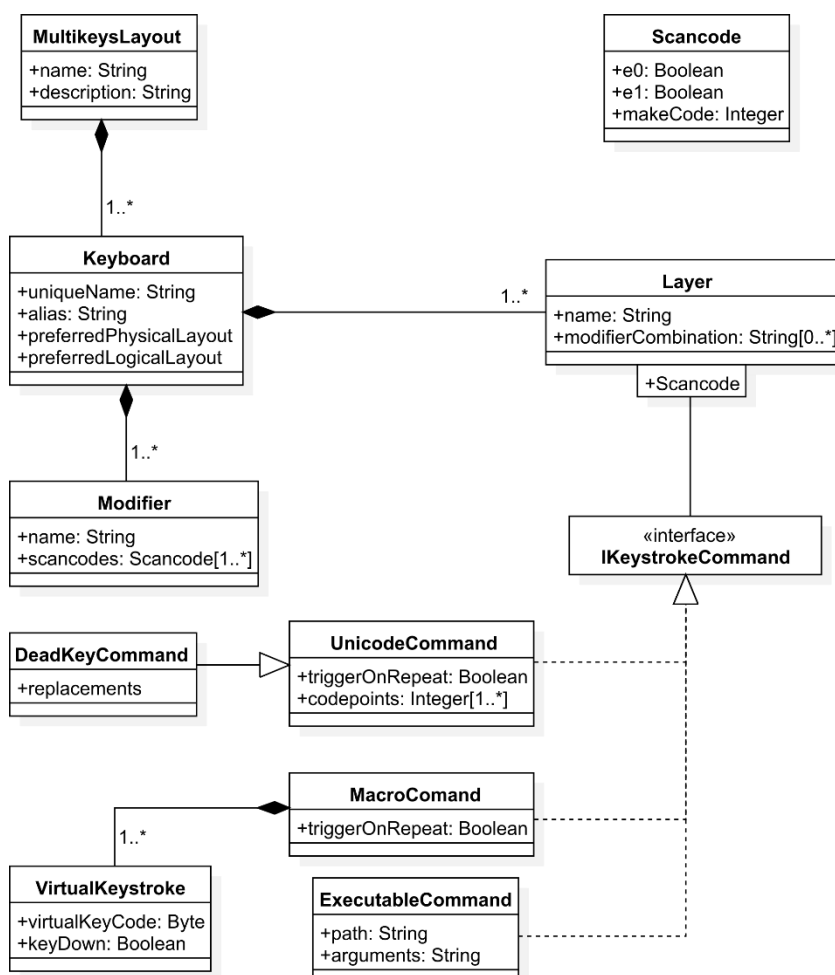 MultikeysLayout
+name: String
+description: String
Scancode
+e0: Boolean
+e1: Boolean
+makeCode: Integer
1..*
Keyboard
+uniqueName: String
+alias: String
+preferredPhysicalLayout
+preferredLogicalLayout
1..*
Layer
+name: String
+modifierCombination: String[0..*]
+Scancode
1..*
Modifier
+name: String
+scancodes: Scancode[1..*]
«interface»
IKeystrokeCommand
DeadKeyCommand
+replacements
UnicodeCommand
+triggerOnRepeat: Boolean
+codepoints: Integer[1..*]
MacroComand
+triggerOnRepeat: Boolean
1..*
VirtualKeystroke
+virtualKeyCode: Byte
+keyDown: Boolean
ExecutableCommand
+path: String
+arguments: String